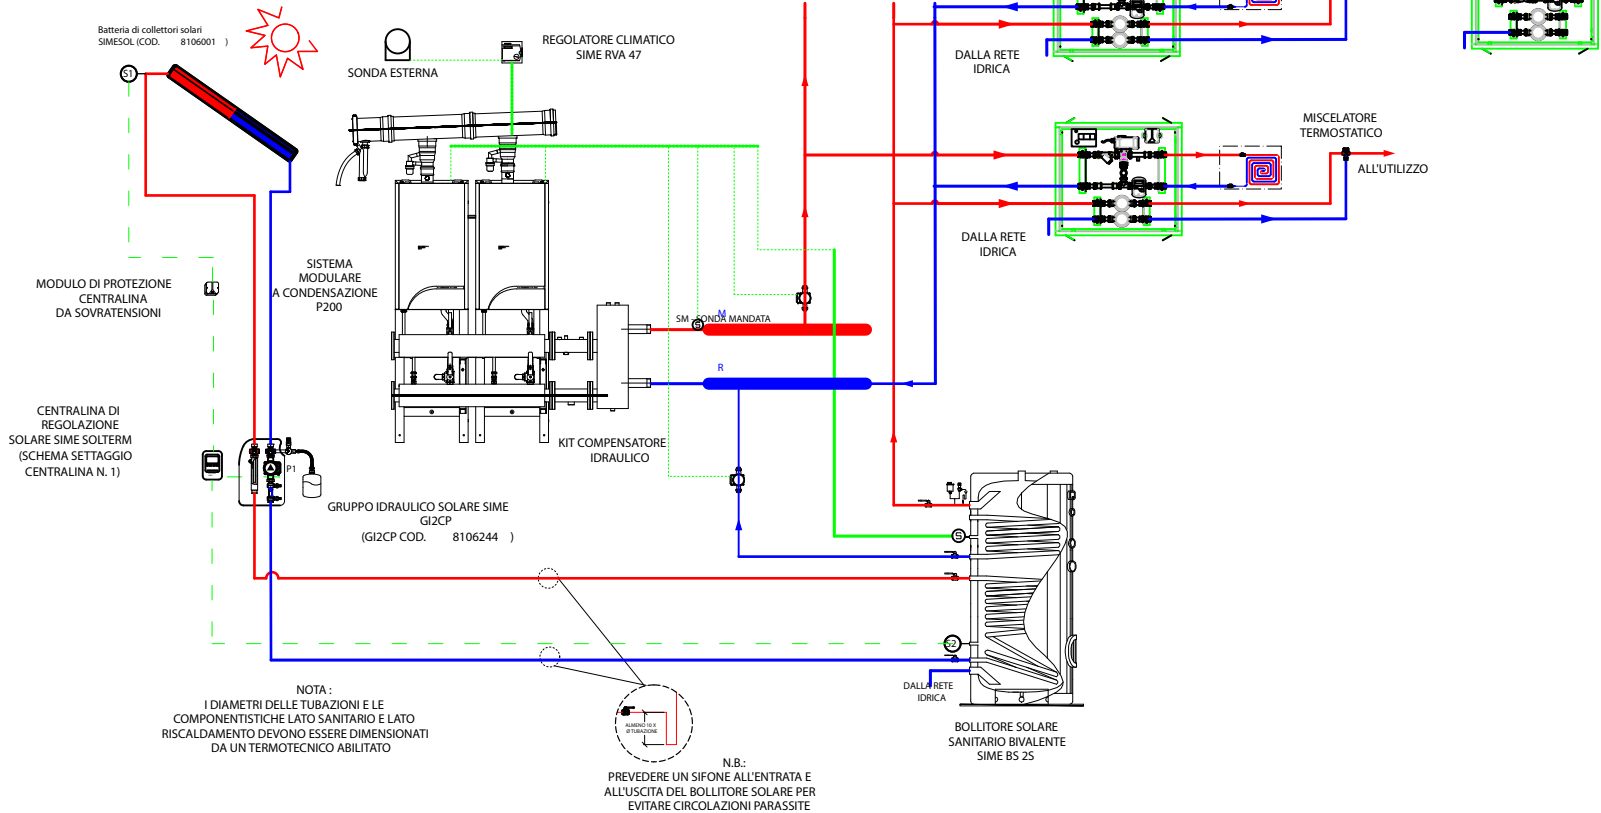 Batteria di collettori solari
SIMESOL (COD. 8106001 )
S1
SONDA ESTERNA
REGOLATORE CLIMATICO
SIME RVA 47
DALLA RETE
IDRICA
MISCELATORE
TERMOSTATICO
ALL'UTILIZZO
DALLA RETE
IDRICA
MODULO DI PROTEZIONE
CENTRALINA
DA SOVRATENSIONI
SISTEMA
MODULARE
A CONDENSAZIONE
P200
M
SM - SONDA MANDATA
S
R
CENTRALINA DI
REGOLAZIONE
SOLARE SIME SOLTERM
(SCHEMA SETTAGGIO
CENTRALINA N. 1)
P1
KIT COMPENSATORE
IDRAULICO
GRUPPO IDRAULICO SOLARE SIME
GI2CP
(GI2CP COD. 8106244 )
S
S2
DALLA RETE
IDRICA
NOTA :
I DIAMETRI DELLE TUBAZIONI E LE
COMPONENTISTICHE LATO SANITARIO E LATO
RISCALDAMENTO DEVONO ESSERE DIMENSIONATI
DA UN TERMOTECNICO ABILITATO
ALMENO 10 X
Ø TUBAZIONE
BOLLITORE SOLARE
SANITARIO BIVALENTE
SIME BS 2S
N.B.:
PREVEDERE UN SIFONE ALL'ENTRATA E
ALL'USCITA DEL BOLLITORE SOLARE PER
EVITARE CIRCOLAZIONI PARASSITE